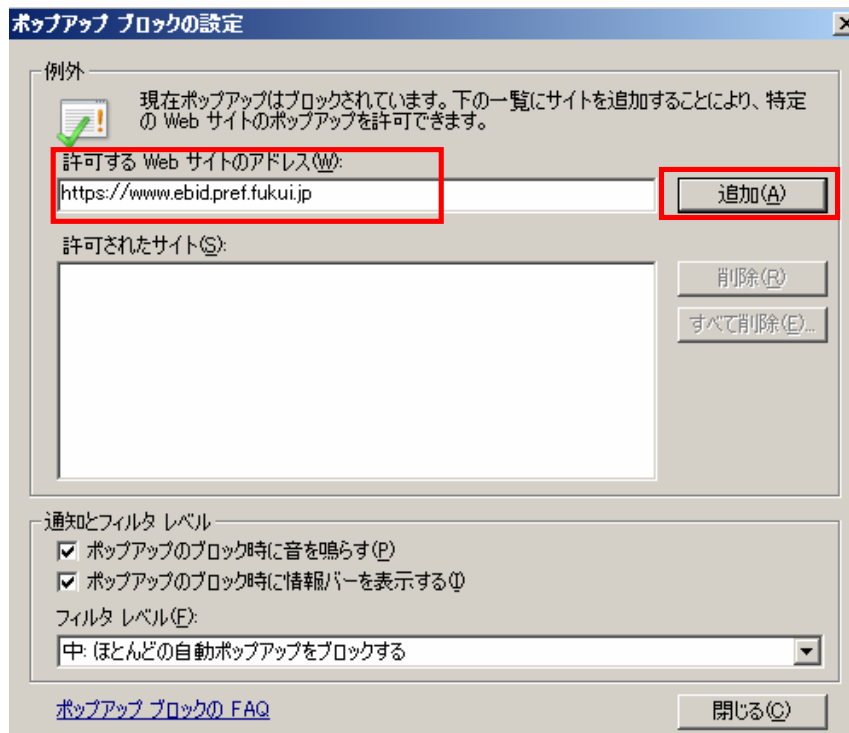 ポップアップ ブロックの設定
例外
現在ポップアップはブロックされています。下の一覧にサイトを追加することにより、特定
の Web サイトのポップアップを許可できます。
許可する Web サイトのアドレス(W):
https://www.ebid.pref.fukui.jp
追加(A)
許可されたサイト(S):
削除(R)
すべて削除(E)...
通知とフィルタ レベル
ポップアップのブロック時に音を鳴らす(P)
ポップアップのブロック時に情報バーを表示する(I)
フィルタ レベル(F):
中: ほとんどの自動ポップアップをブロックする
ポップアップ ブロックの FAQ
閉じる(C)